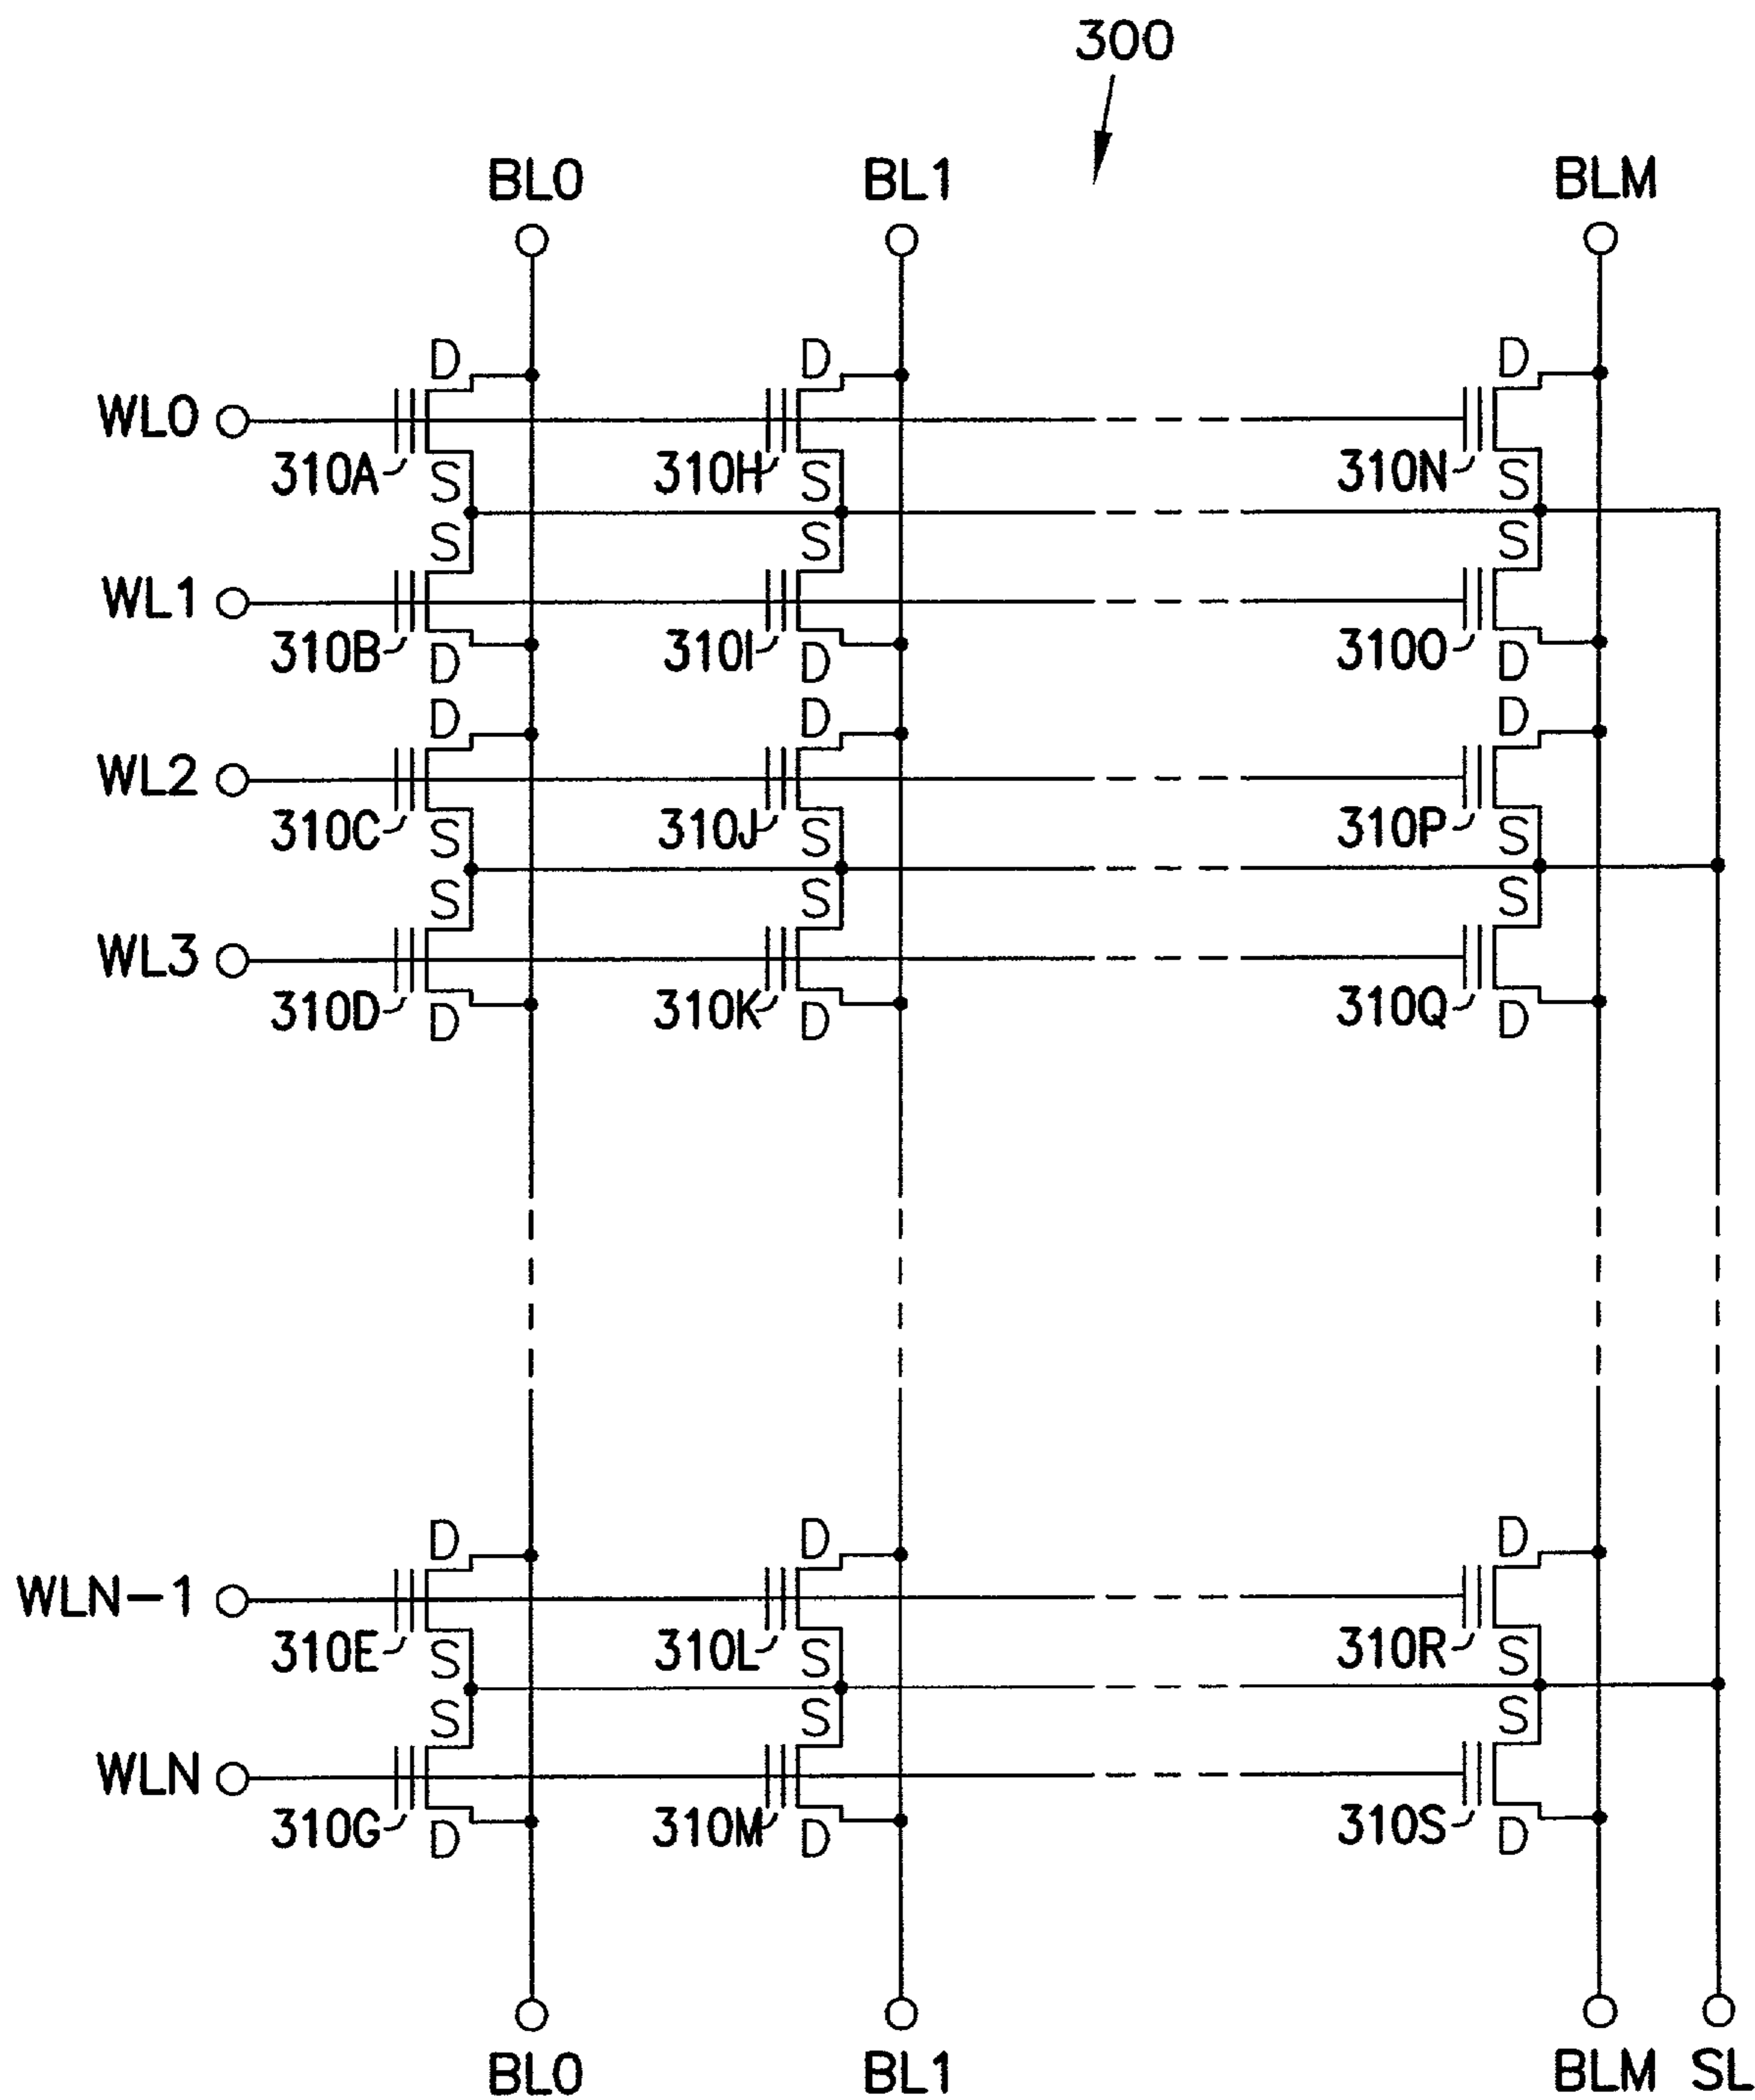 300
BL0 BL1 BLM
D D D
WL0
310A S 310H S 310N S
S S S
WL1
310B D 310I D 310O D
D D D
WL2
310C S 310J S 310P S
S S S
WL3
310D D 310K D 310Q D
D D D
WLN-1
310E S 310L S 310R S
S S S
WLN
310G D 310M D 310S D
BL0 BL1 BLM SL